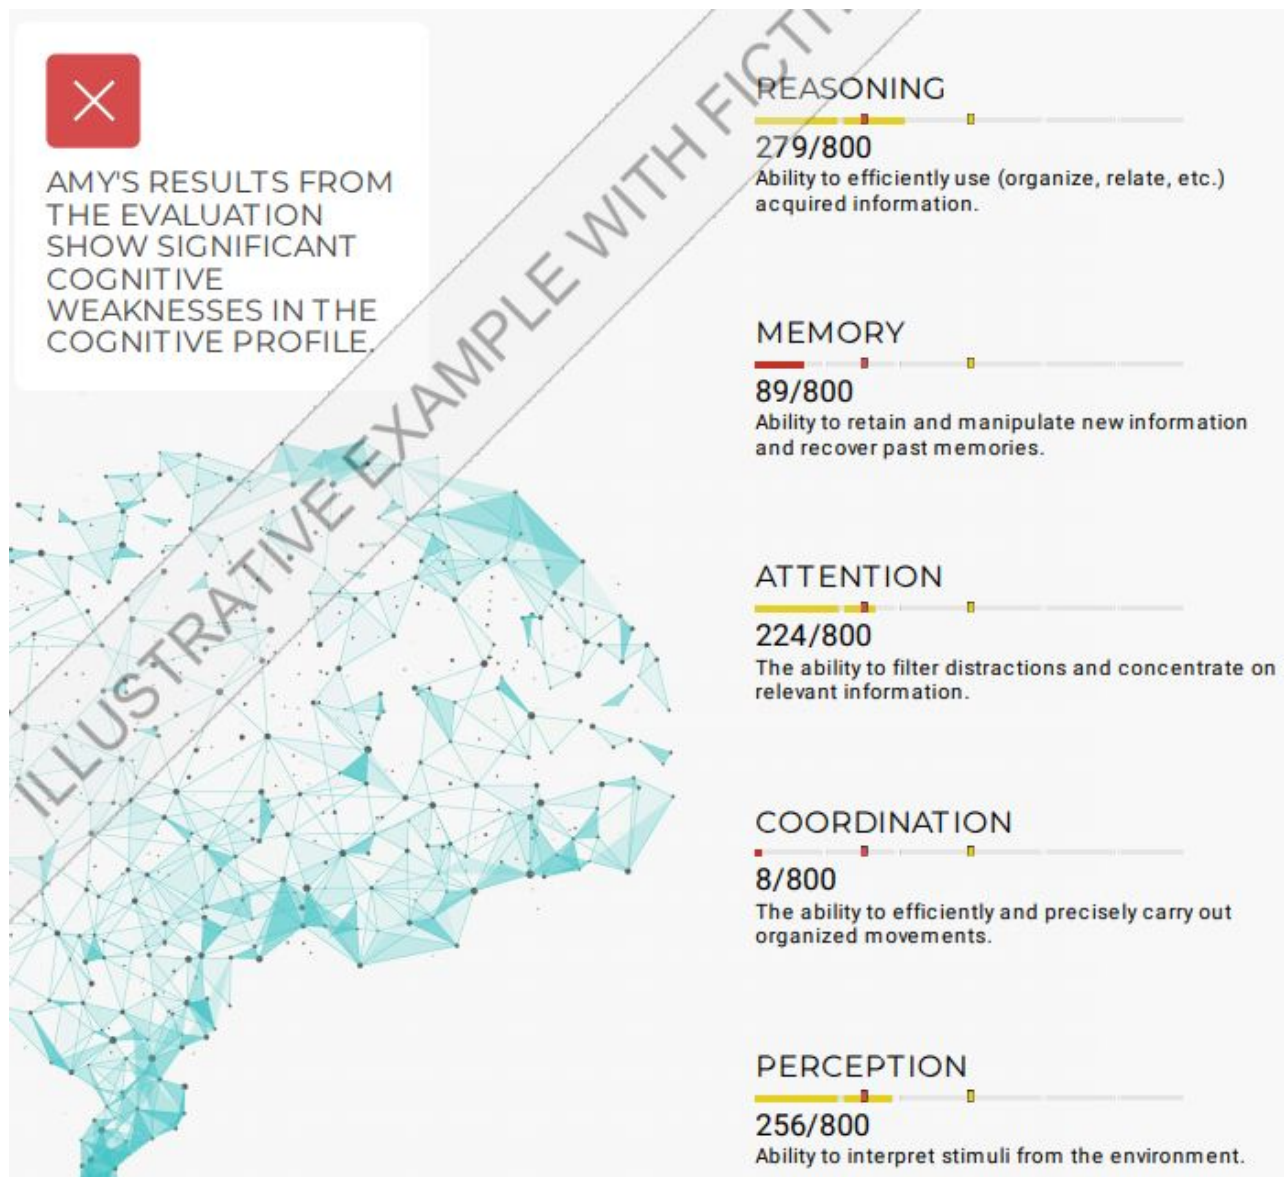 AMY'S RESULTS FROM
THE EVALUATION
SHOW SIGNIFICANT
COGNITIVE
WEAKNESSES IN THE
COGNITIVE PROFILE.
ILLUSTRATIVE EXAMPLE WITH
REASONING
279/800
Ability to efficiently use (organize, relate, etc.)
acquired information.
MEMORY
89/800
Ability to retain and manipulate new information
and recover past memories.
ATTENTION
224/800
The ability to filter distractions and concentrate on
relevant information.
COORDINATION
8/800
The ability to efficiently and precisely carry out
organized movements.
PERCEPTION
256/800
Ability to interpret stimuli from the environment.